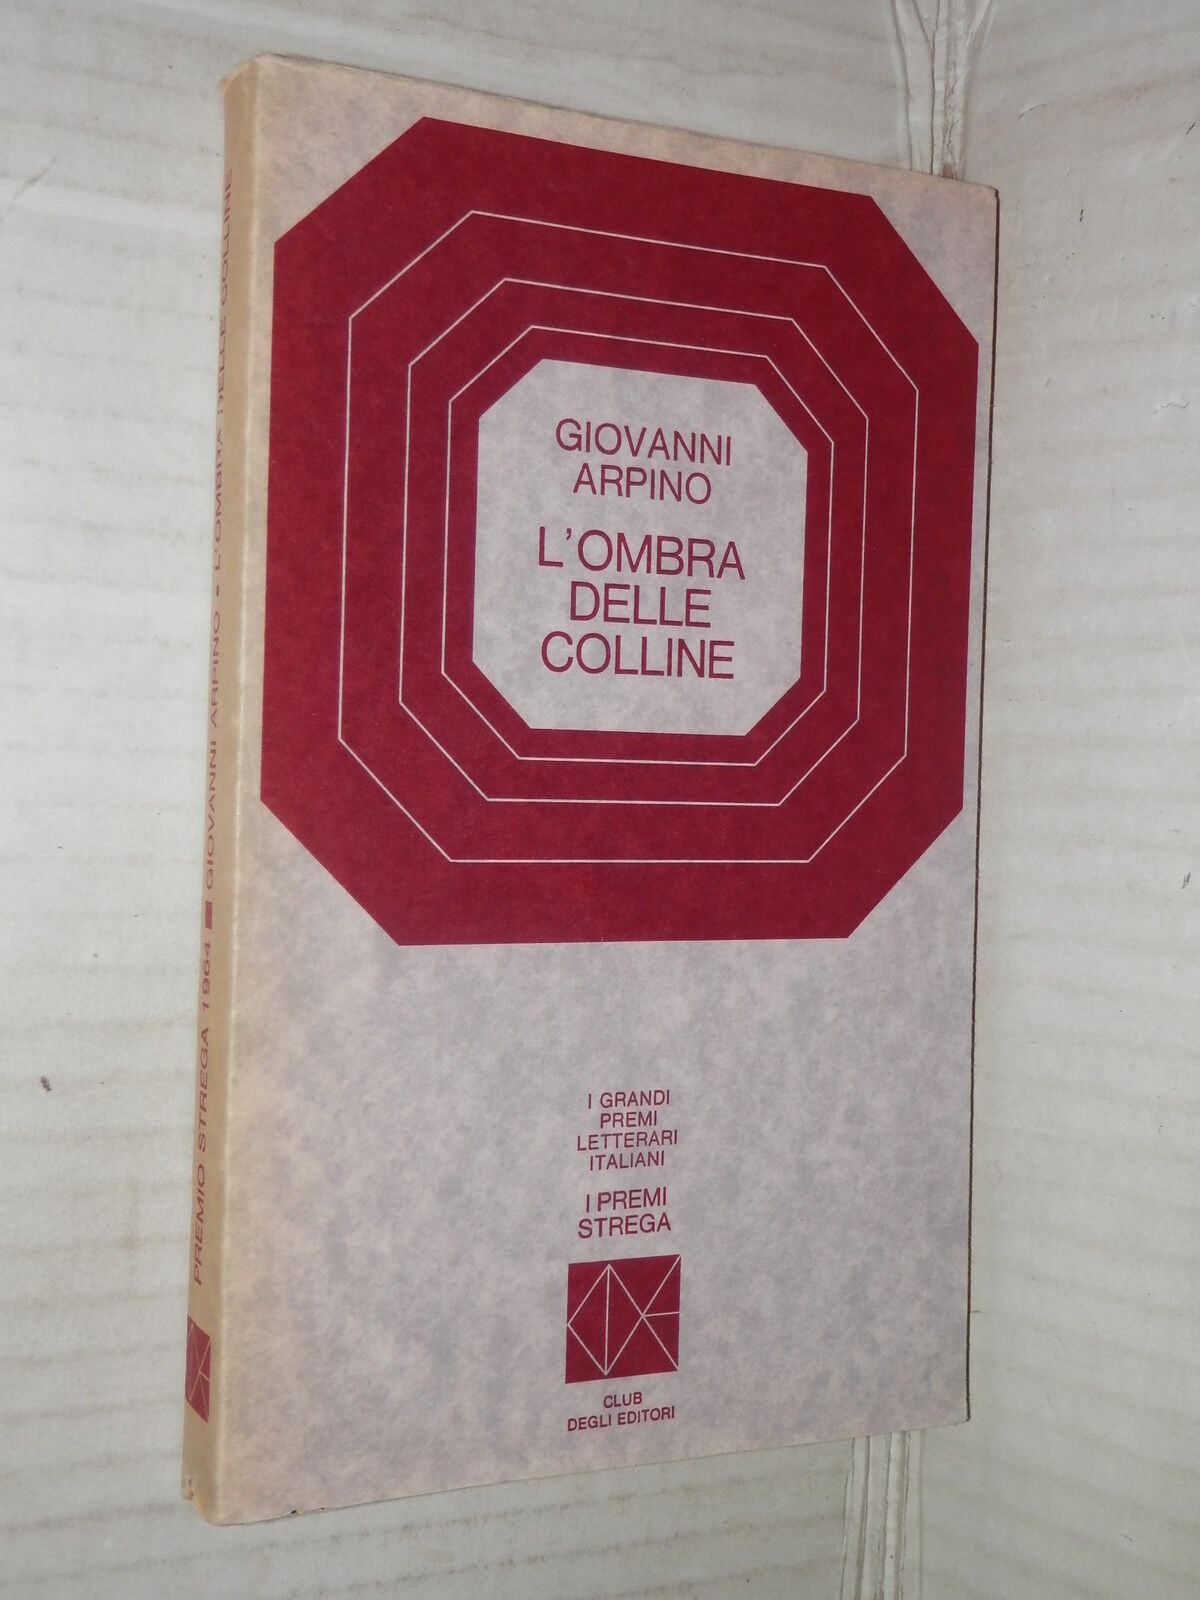 GIOVANNI
ARPINO
L'OMBRA
DELLE
COLLINE
I GRANDI
PREMI
LETTERARI
ITALIANI
I PREMI
STREGA
CLUB
DEGLI EDITORI
PREMIO STREGA 1964 ■ GIOVANNI ARPINO - L'OMBRA DELLE COLLINE